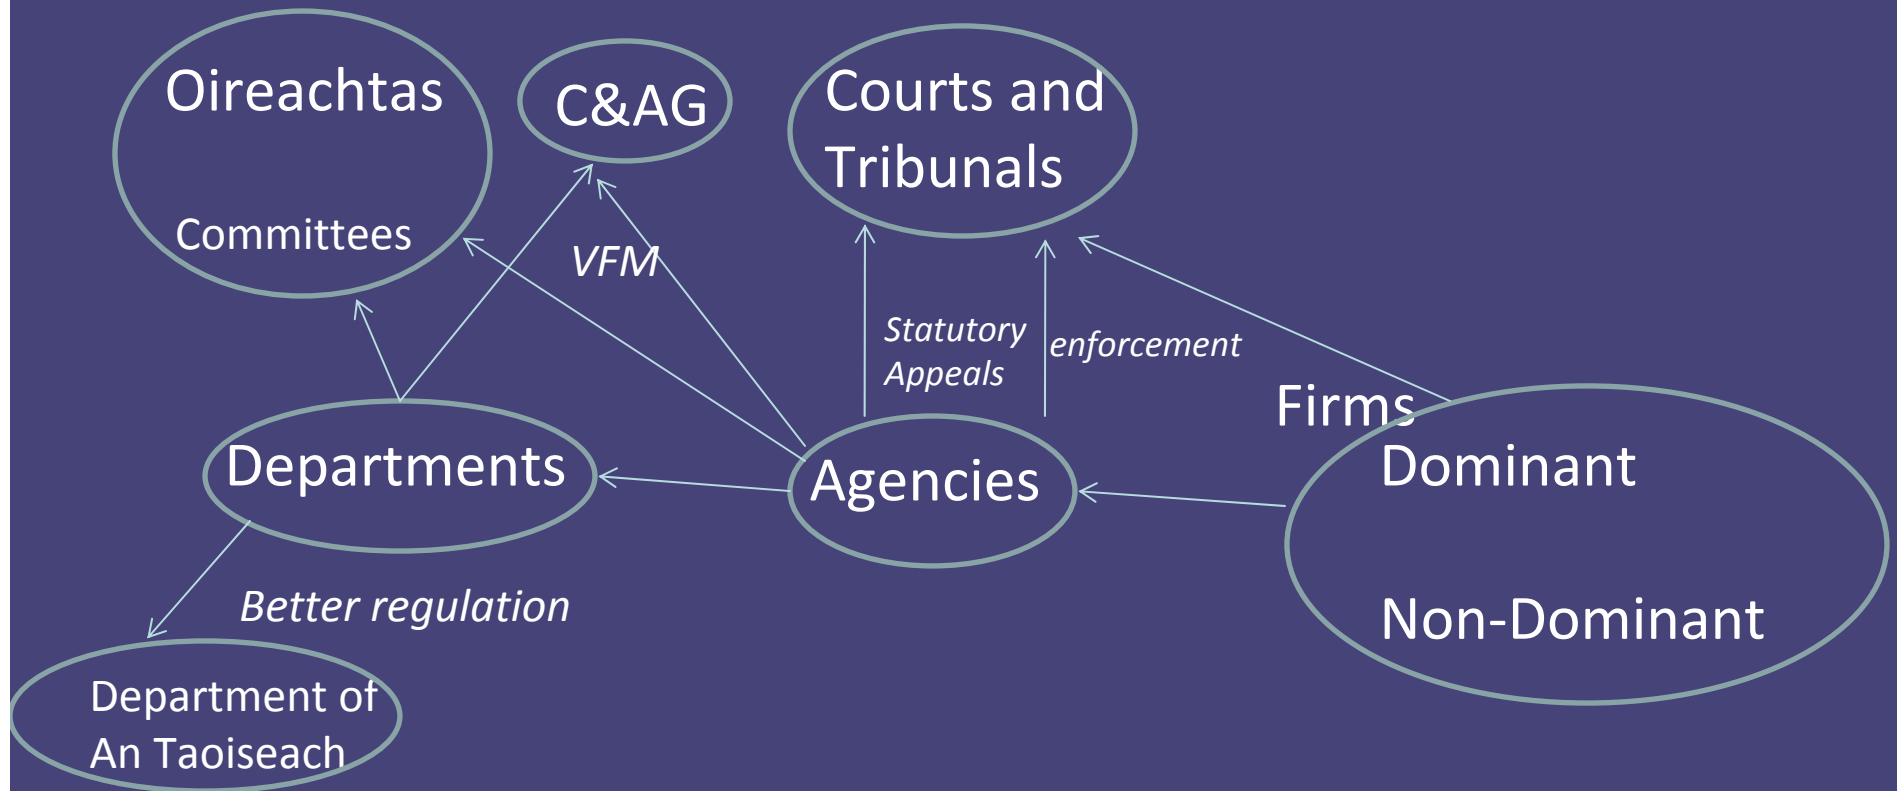 Oireachtas
Committees
C&AG
Courts and
Tribunals
VFM
Statutory
Appeals
enforcement
Firms
Dominant
Non-Dominant
Departments
Agencies
Better regulation
Department of
An Taoiseach